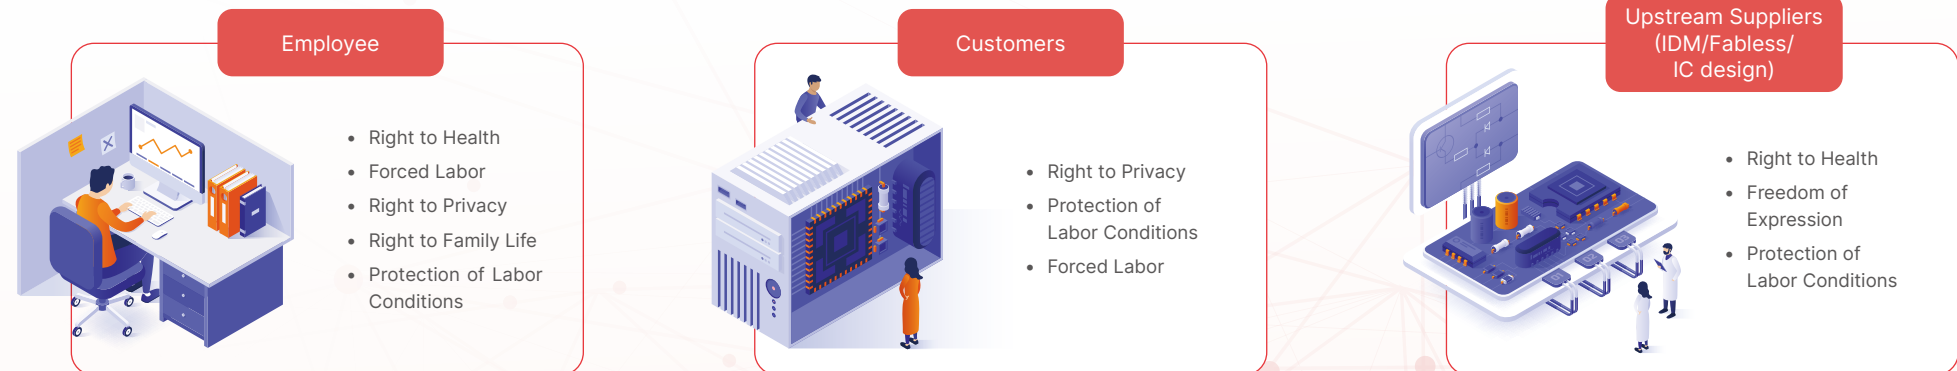 Employee
• Right to Health
• Forced Labor
• Right to Privacy
• Right to Family Life
• Protection of Labor
Conditions
Customers
• Right to Privacy
• Protection of
Labor Conditions
• Forced Labor
Upstream Suppliers
(IDM/Fabless/
IC design)
• Right to Health
• Freedom of
Expression
• Protection of
Labor Conditions
01
02